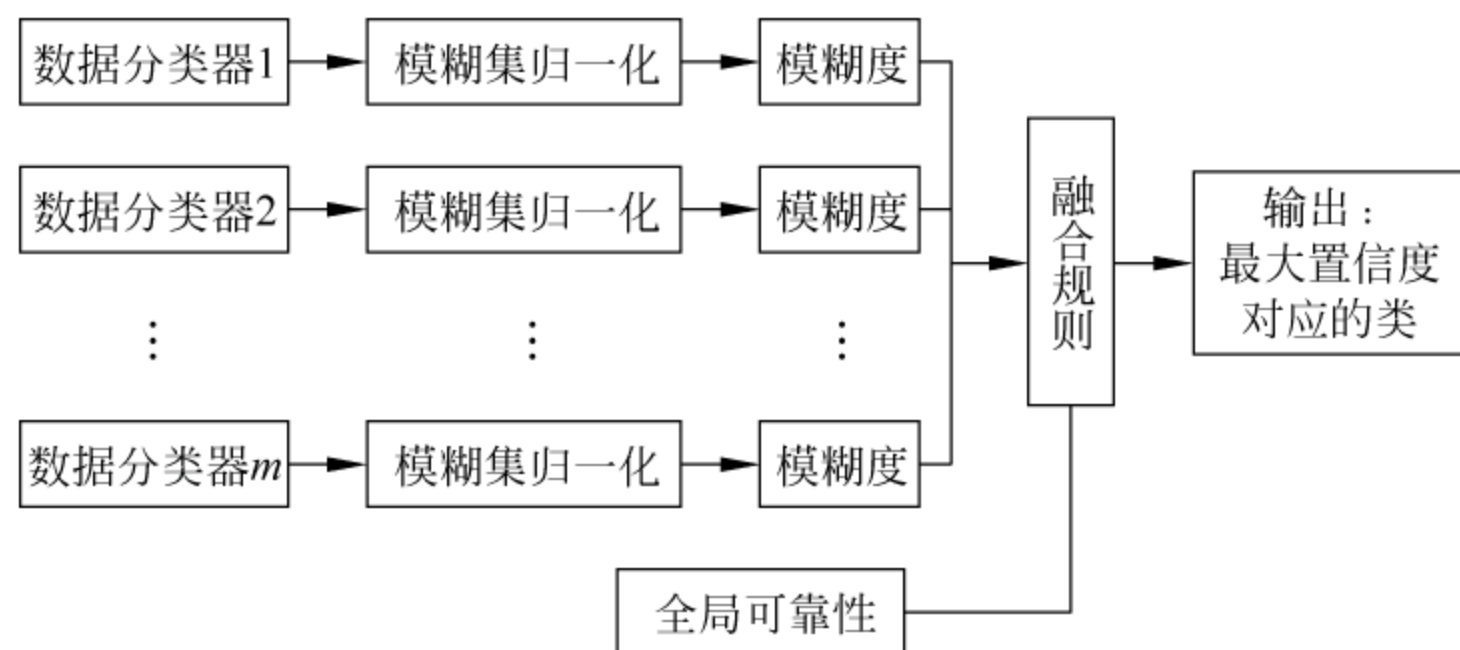 数据分类器1
模糊集归一化
模糊度
数据分类器2
模糊集归一化
模糊度
⋮
⋮
⋮
数据分类器m
模糊集归一化
模糊度
融合规则
输出：
最大置信度
对应的类
全局可靠性